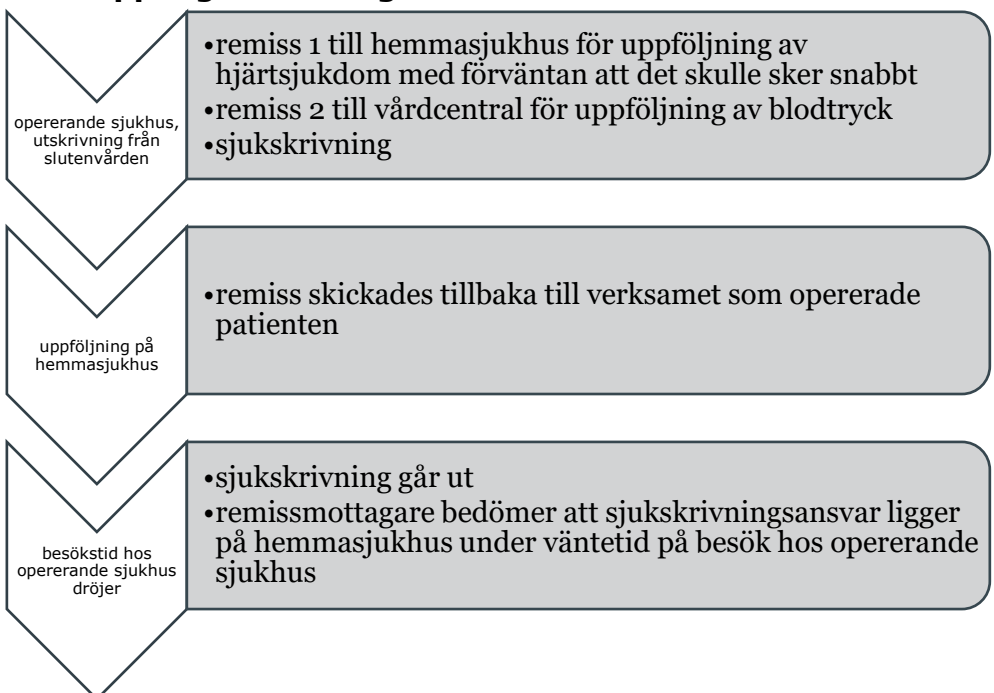 opererande sjukhus,
utskrivning från
slutenvården
•remiss 1 till hemmasjukhus för uppföljning av
hjärtsjukdom med förväntan att det skulle sker snabbt
•remiss 2 till vårdcentral för uppföljning av blodtryck
•sjukskrivning
uppföljning på
hemmasjukhus
•remiss skickades tillbaka till verksamet som opererade
patienten
besökstid hos
opererande sjukhus
dröjer
•sjukskrivning går ut
•remissmottagare bedömer att sjukskrivningsansvar ligger
på hemmasjukhus under väntetid på besök hos opererande
sjukhus